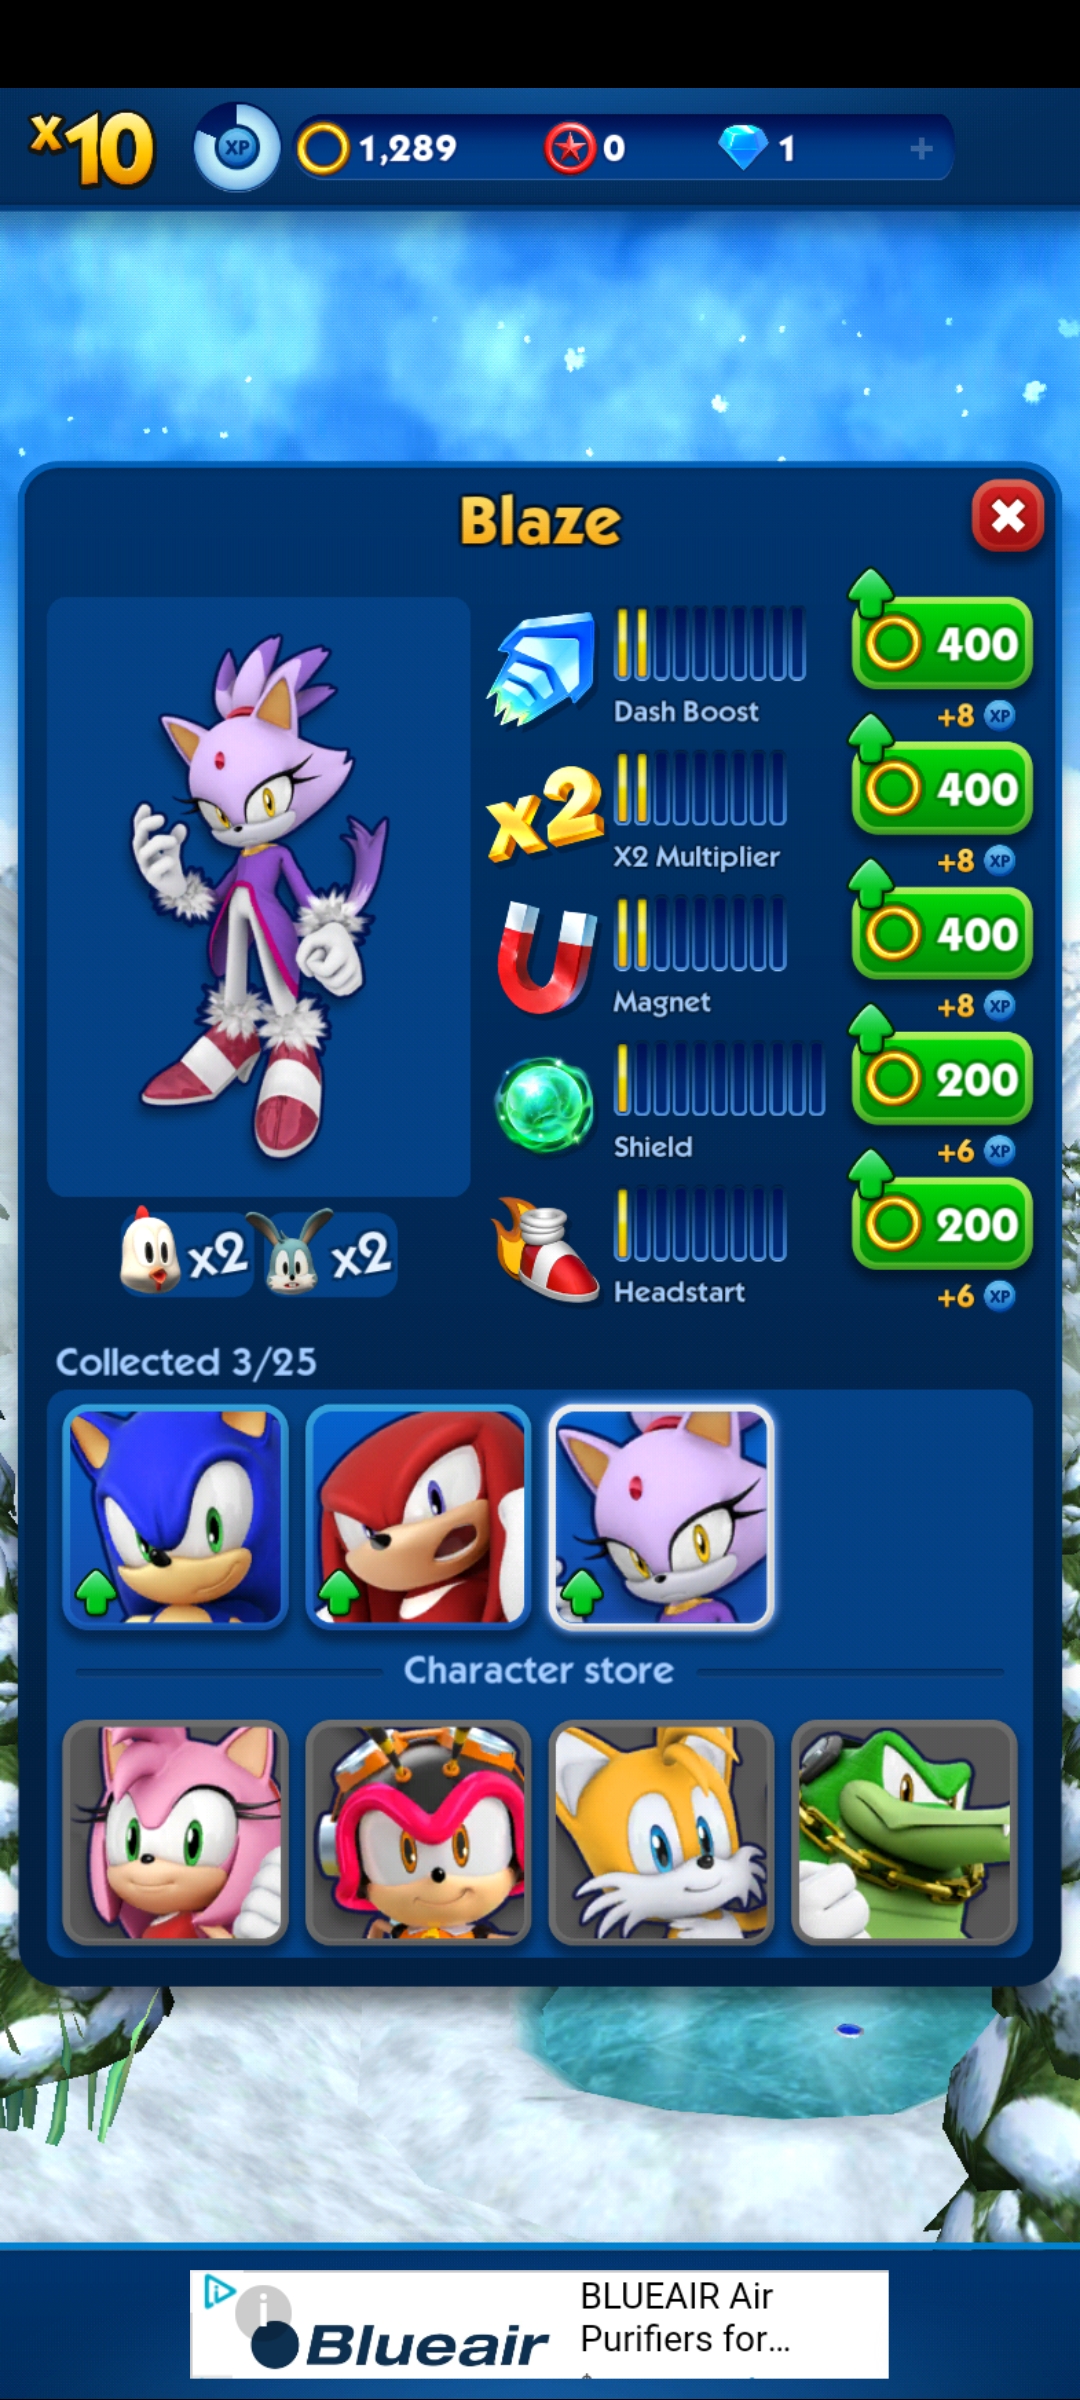 x10
XP
1,289
0
1
+
Blaze
Dash Boost
400
+8 XP
x2
X2 Multiplier
400
+8 XP
Magnet
400
+8 XP
Shield
200
+6 XP
Headstart
200
+6 XP
x2
x2
Collected 3/25
Character store
Blueair
BLUEAIR Air
Purifiers for...